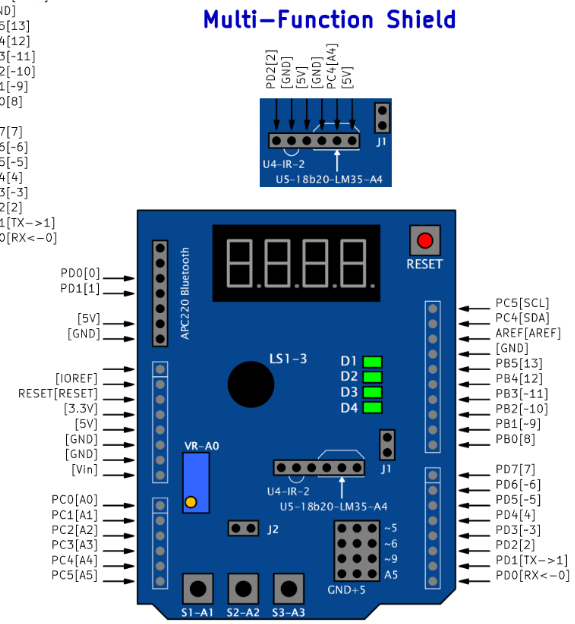 ND]
5[13]
4[12]
3[-11]
2[-10]
1[~9]
0[8]
7[7]
6[-6]
5[~5]
4[4]
3[-3]
2[2]
1[TX->1]
0[RX<-0]
Multi-Function Shield
PD2[2]
[GND]
[5V]
[GND]
PC4[A4]
[5V]
J1
U4-IR-2
U5-18b20-LM35-A4
RESET
APC220 Bluetooth
PD0[0]
PD1[1]
[5V]
[GND]
[IOREF]
RESET[RESET]
[3.3V]
[5V]
[GND]
[GND]
[Vin]
PC0[A0]
PC1[A1]
PC2[A2]
PC3[A3]
PC4[A4]
PC5[A5]
LS1-3
D1
D2
D3
D4
VR-A0
J1
U4-IR-2
U5-18b20-LM35-A4
J2
~5
~6
~9
A5
GND+5
S1-A1
S2-A2
S3-A3
PC5[SCL]
PC4[SDA]
AREF[AREF]
[GND]
PB5[13]
PB4[12]
PB3[-11]
PB2[-10]
PB1[~9]
PB0[8]
PD7[7]
PD6[-6]
PD5[~5]
PD4[4]
PD3[~3]
PD2[2]
PD1[TX->1]
PD0[RX<-0]